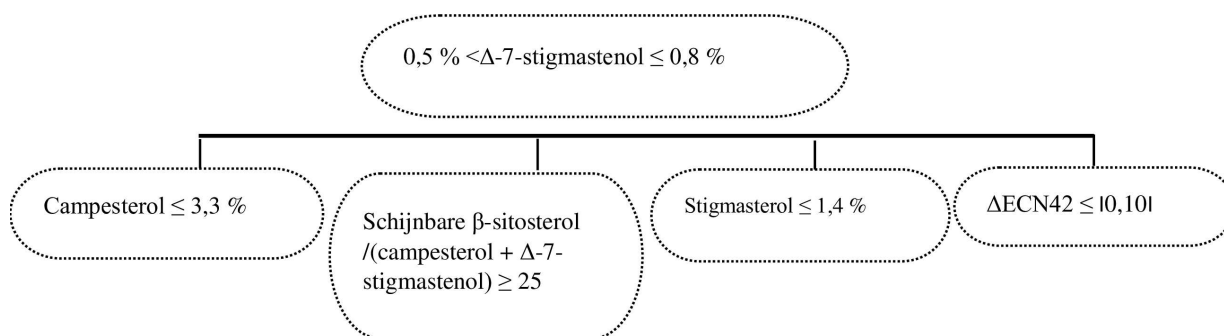 0,5 % <Δ-7-stigmastenol ≤ 0,8 %
Campesterol ≤ 3,3 %
Schijnbare β-sitosterol
/(campesterol + Δ-7-
stigmastenol) ≥ 25
Stigmasterol ≤ 1,4 %
ΔECN42 ≤ |0,10|